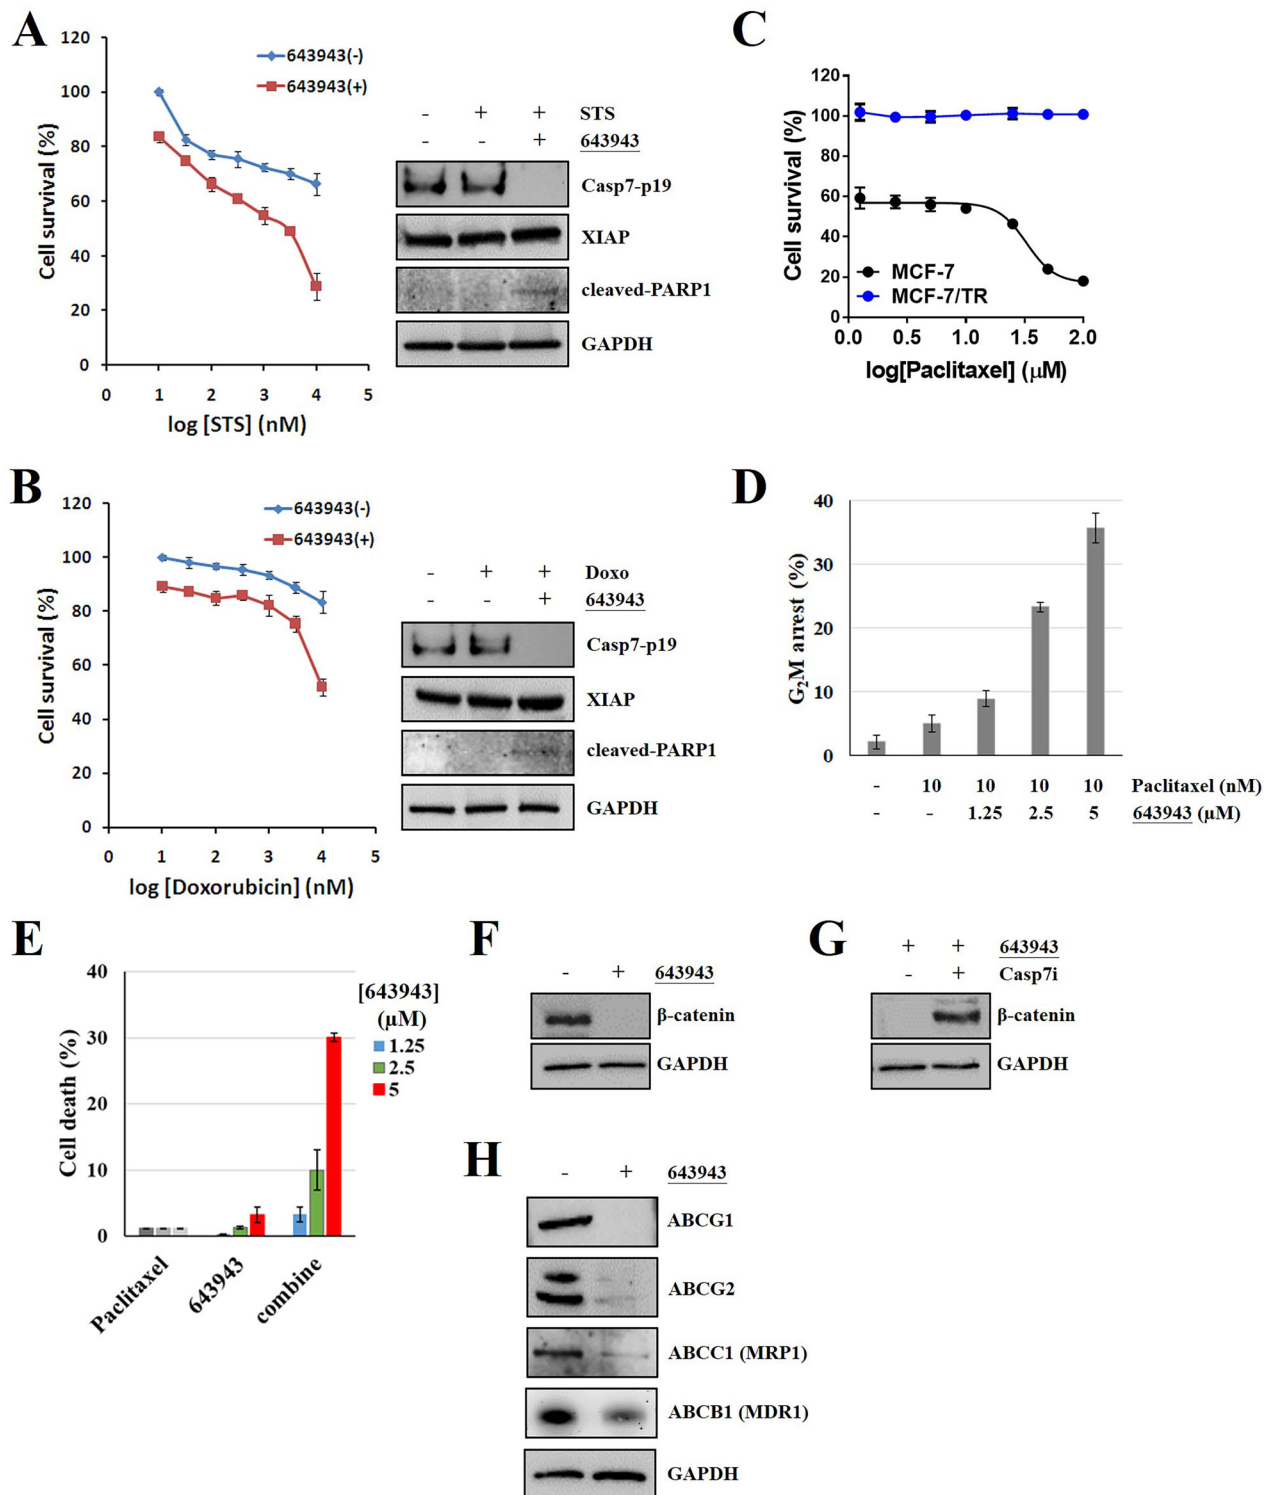 A
120
100
80
60
40
20
0
Cell survival (%)
643943(-)
643943(+)
0 1 2 3 4 5
log [STS] (nM)
- + + STS
- - + 643943
Casp7-p19
XIAP
cleaved-PARP1
GAPDH
C
120
100
80
60
40
20
0
Cell survival (%)
MCF-7
MCF-7/TR
0.0 0.5 1.0 1.5 2.0
log[Paclitaxel] (μM)
B
120
100
80
60
40
20
0
Cell survival (%)
643943(-)
643943(+)
0 1 2 3 4 5
log [Doxorubicin] (nM)
- + + Doxo
- - + 643943
Casp7-p19
XIAP
cleaved-PARP1
GAPDH
D
40
30
20
10
0
G₂M arrest (%)
- 10 10 10 10 Paclitaxel (nM)
- - 1.25 2.5 5 643943 (μM)
E
40
30
20
10
0
Cell death (%)
[643943]
(μM)
1.25
2.5
5
Paclitaxel
643943
combine
F
- + 643943
β-catenin
GAPDH
G
+ + 643943
- + Casp7i
β-catenin
GAPDH
H
- + 643943
ABCG1
ABCG2
ABCC1 (MRP1)
ABCB1 (MDR1)
GAPDH